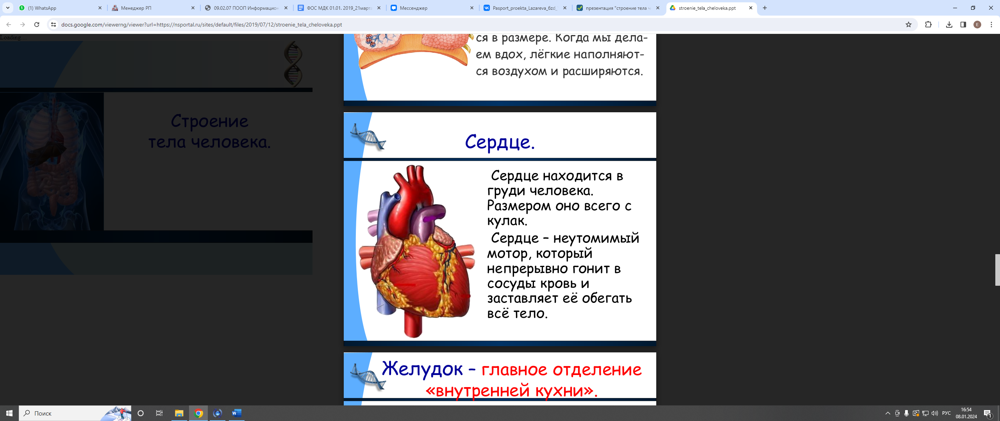 (1) WhatsApp
Менеджер РП
09.02.07 ПООП Информацион
ФОС МДК 01.01. 2019_21марта
Мессенджер
Pasport_proekta_Lazareva_6zd_
презентация "строение тела ч
stroenie_tela_cheloveka.ppt
docs.google.com/viewerng/viewer?url=https://nsportal.ru/sites/default/files/2019/07/12/stroenie_tela_cheloveka.ppt
E
Loading…
Строение
тела человека.
ся в размере. Когда мы дела-
ем вдох, лёгкие наполняют-
ся воздухом и расширяются.
Сердце.
Сердце находится в
груди человека.
Размером оно всего с
кулак.
Сердце – неутомимый
мотор, который
непрерывно гонит в
сосуды кровь и
заставляет её обегать
всё тело.
Желудок – главное отделение
«внутренней кухни».
Поиск
РУС
16:54
08.01.2024
1